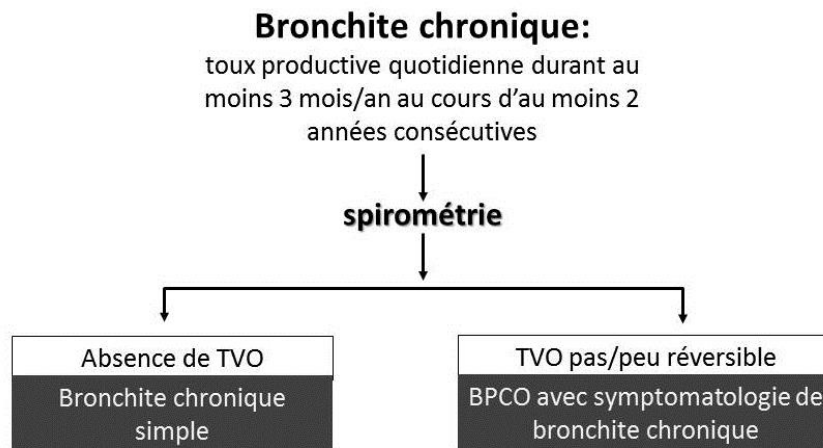 Bronchite chronique:
toux productive quotidienne durant au
moins 3 mois/an au cours d'au moins 2
années consécutives
spirométrie
Absence de TVO
Bronchite chronique
simple
TVO pas/peu réversible
BPCO avec symptomatologie de
bronchite chronique